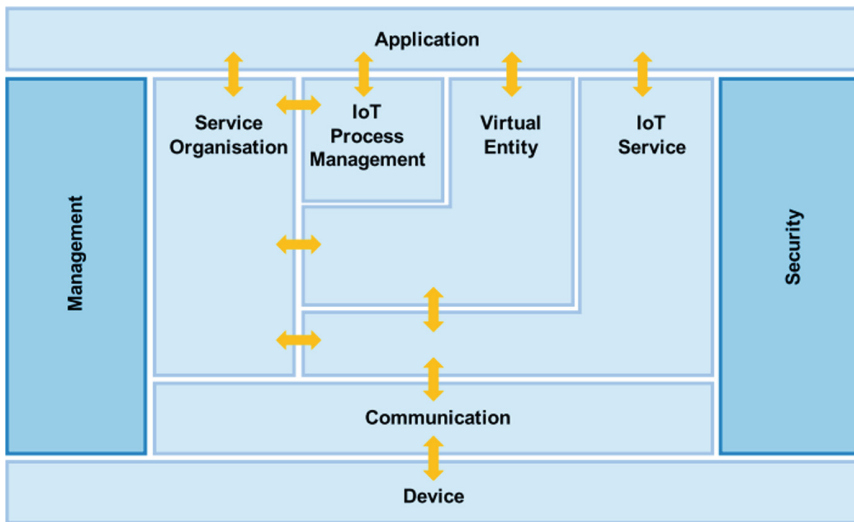 Application
Service
Organisation
IoT
Process
Management
Virtual
Entity
IoT
Service
Management
Security
Communication
Device